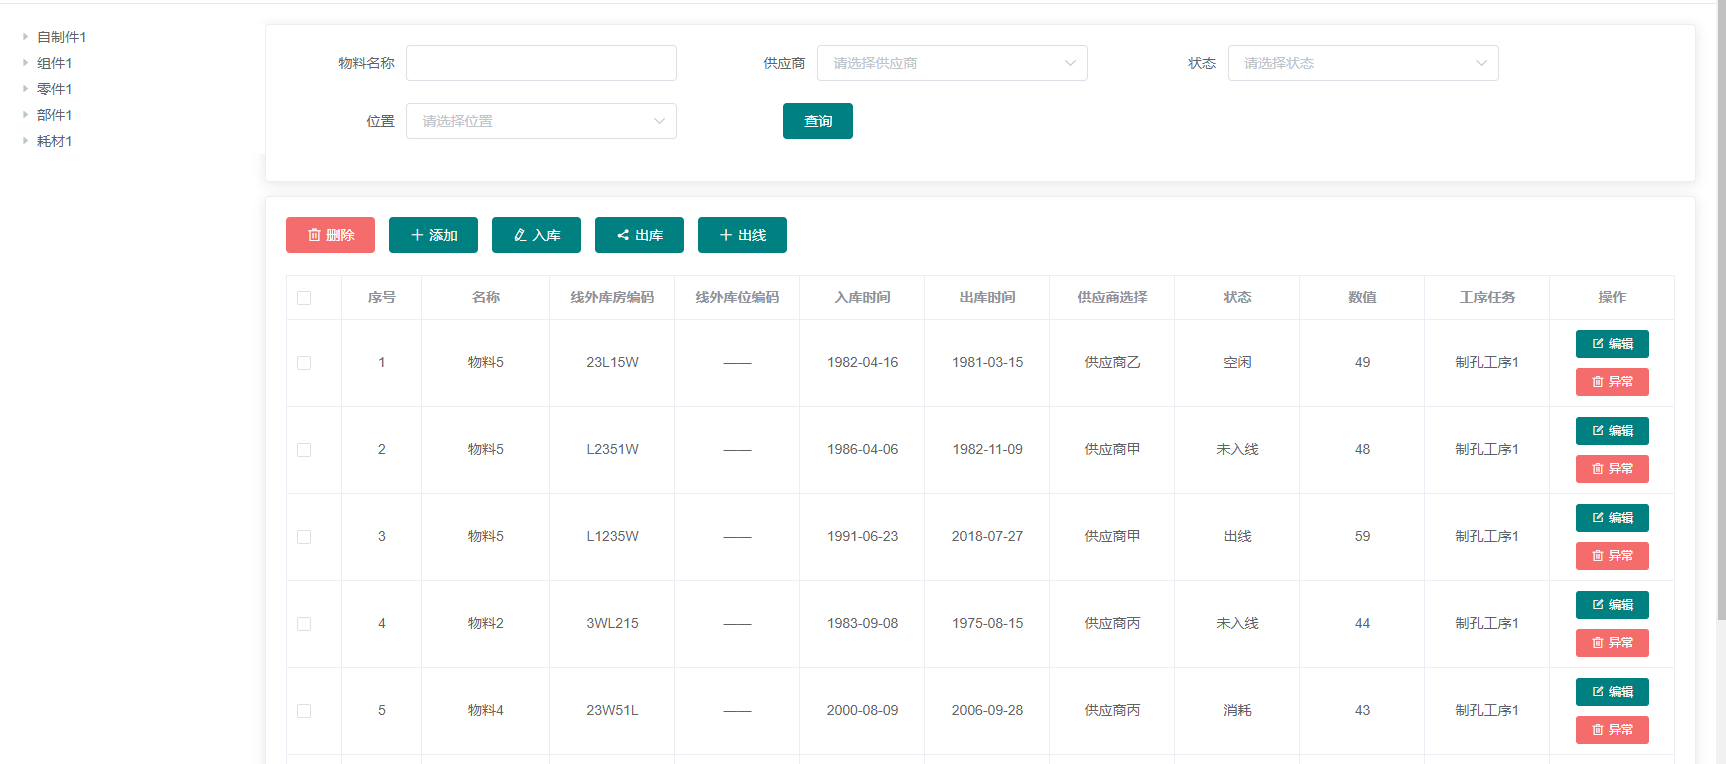 自制件1
组件1
零件1
部件1
耗材1
物料名称
供应商 请选择供应商
状态 请选择状态
位置 请选择位置
查询
删除 添加 入库 出库 出线
序号 名称 线外库房编码 线外库位编码 入库时间 出库时间 供应商选择 状态 数值 工序任务 操作
1 物料5 23L15W —— 1982-04-16 1981-03-15 供应商乙 空闲 49 制孔工序1 编辑
异常
2 物料5 L2351W —— 1986-04-06 1982-11-09 供应商甲 未入线 48 制孔工序1 编辑
异常
3 物料5 L1235W —— 1991-06-23 2018-07-27 供应商甲 出线 59 制孔工序1 编辑
异常
4 物料2 3WL215 —— 1983-09-08 1975-08-15 供应商丙 未入线 44 制孔工序1 编辑
异常
5 物料4 23W51L —— 2000-08-09 2006-09-28 供应商丙 消耗 43 制孔工序1 编辑
异常